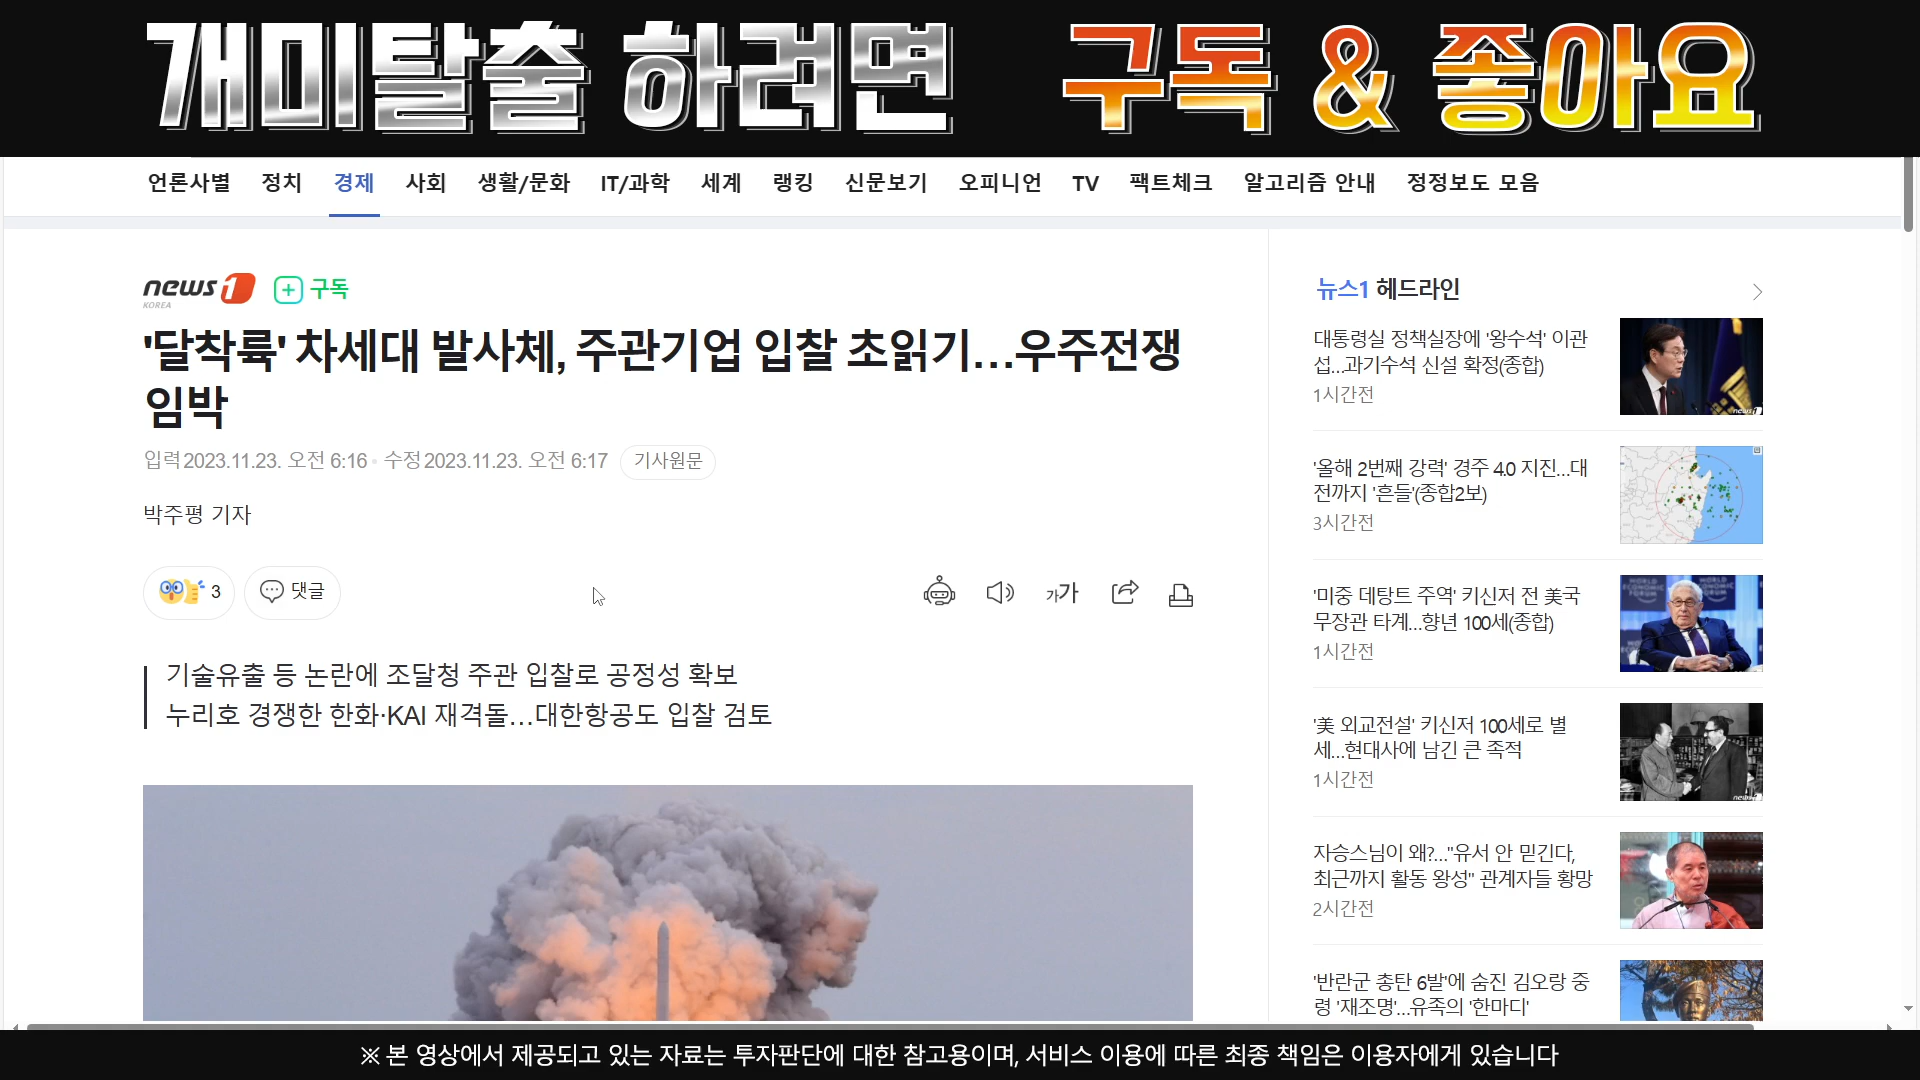 개미탈출 하려면 구독 & 좋아요
언론사별 정치 경제 사회 생활/문화 IT/과학 세계 랭킹 신문보기 오피니언 TV 팩트체크 알고리즘 안내 정정보도 모음
news1 KOREA 구독
'달착륙' 차세대 발사체, 주관기업 입찰 초읽기…우주전쟁
임박
입력 2023.11.23. 오전 6:16 수정 2023.11.23. 오전 6:17 기사원문
박주평 기자
3 댓글
가가
기술유출 등 논란에 조달청 주관 입찰로 공정성 확보
누리호 경쟁한 한화·KAI 재격돌…대한항공도 입찰 검토
뉴스1 헤드라인
대통령실 정책실장에 '왕수석' 이관
섭…과기수석 신설 확정(종합)
1시간전
'올해 2번째 강력' 경주 4.0 지진…대
전까지 '흔들'(종합2보)
3시간전
'미중 데탕트 주역' 키신저 전 美국
무장관 타계…향년 100세(종합)
1시간전
'美 외교전설' 키신저 100세로 별
세…현대사에 남긴 큰 족적
1시간전
자승스님이 왜?…"유서 안 믿긴다,
최근까지 활동 왕성" 관계자들 황망
2시간전
'반란군 총탄 6발'에 숨진 김오랑 중
령 '재조명'…유족의 '한마디'
※ 본 영상에서 제공되고 있는 자료는 투자판단에 대한 참고용이며, 서비스 이용에 따른 최종 책임은 이용자에게 있습니다